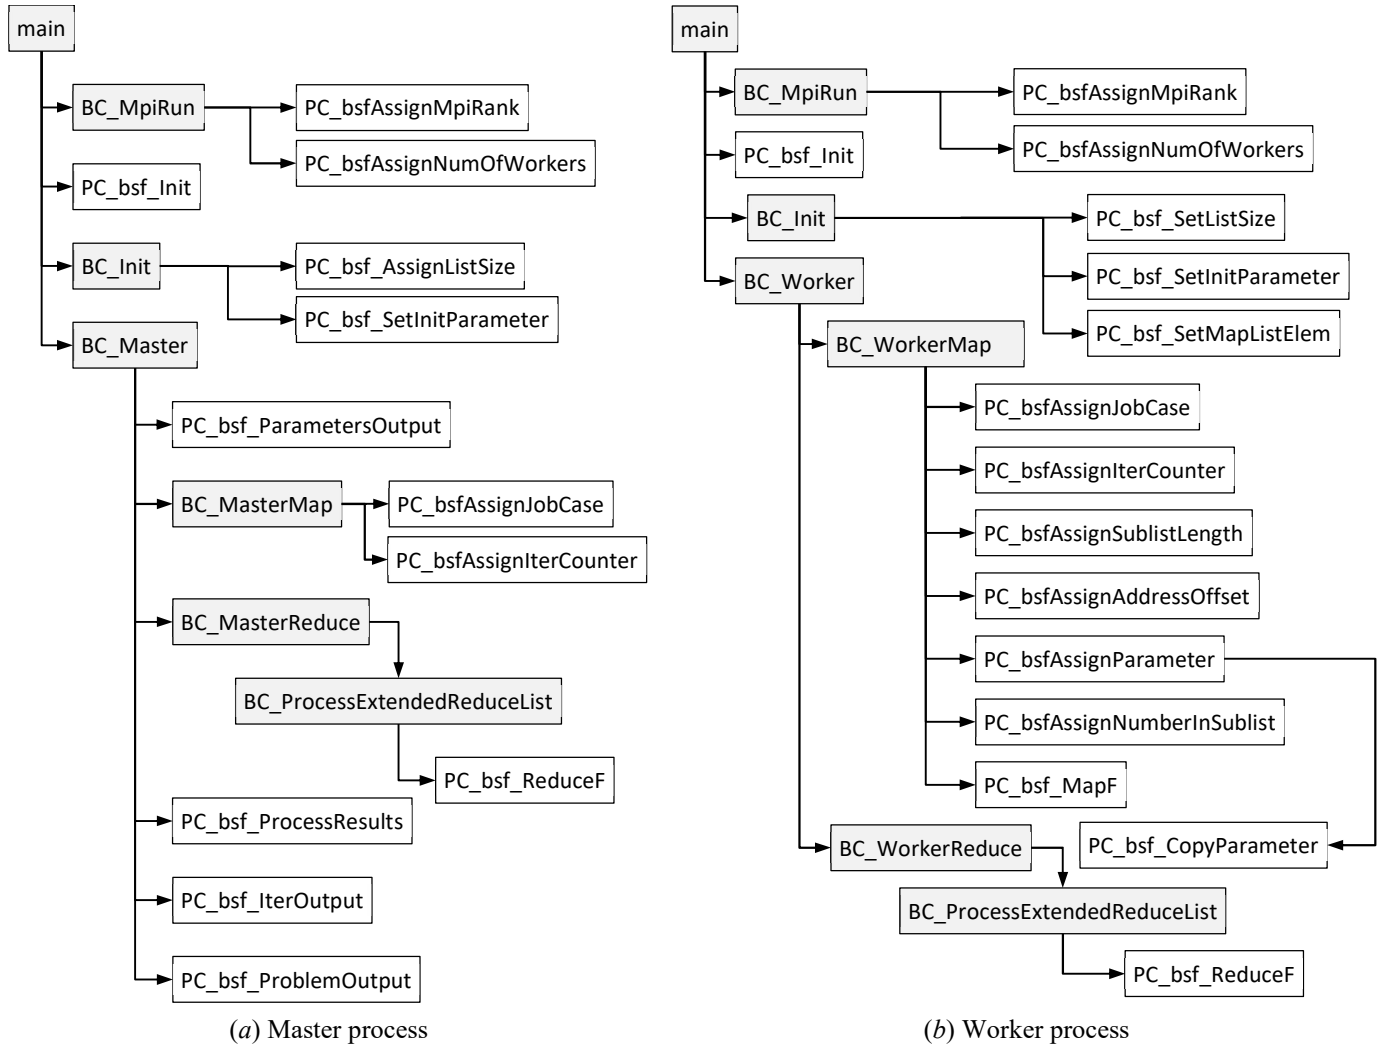 main
BC_MpiRun
PC_bsfAssignMpiRank
PC_bsfAssignNumOfWorkers
PC_bsf_Init
BC_Init
PC_bsf_AssignListSize
PC_bsf_SetInitParameter
BC_Master
PC_bsf_ParametersOutput
BC_MasterMap
PC_bsfAssignJobCase
PC_bsfAssignIterCounter
BC_MasterReduce
BC_ProcessExtendedReduceList
PC_bsf_ReduceF
PC_bsf_ProcessResults
PC_bsf_IterOutput
PC_bsf_ProblemOutput
(a) Master process
main
BC_MpiRun
PC_bsfAssignMpiRank
PC_bsfAssignNumOfWorkers
PC_bsf_Init
BC_Init
PC_bsf_SetListSize
PC_bsf_SetInitParameter
PC_bsf_SetMapListElem
BC_Worker
BC_WorkerMap
PC_bsfAssignJobCase
PC_bsfAssignIterCounter
PC_bsfAssignSublistLength
PC_bsfAssignAddressOffset
PC_bsfAssignParameter
PC_bsfAssignNumberInSublist
PC_bsf_MapF
PC_bsf_CopyParameter
BC_WorkerReduce
BC_ProcessExtendedReduceList
PC_bsf_ReduceF
(b) Worker process